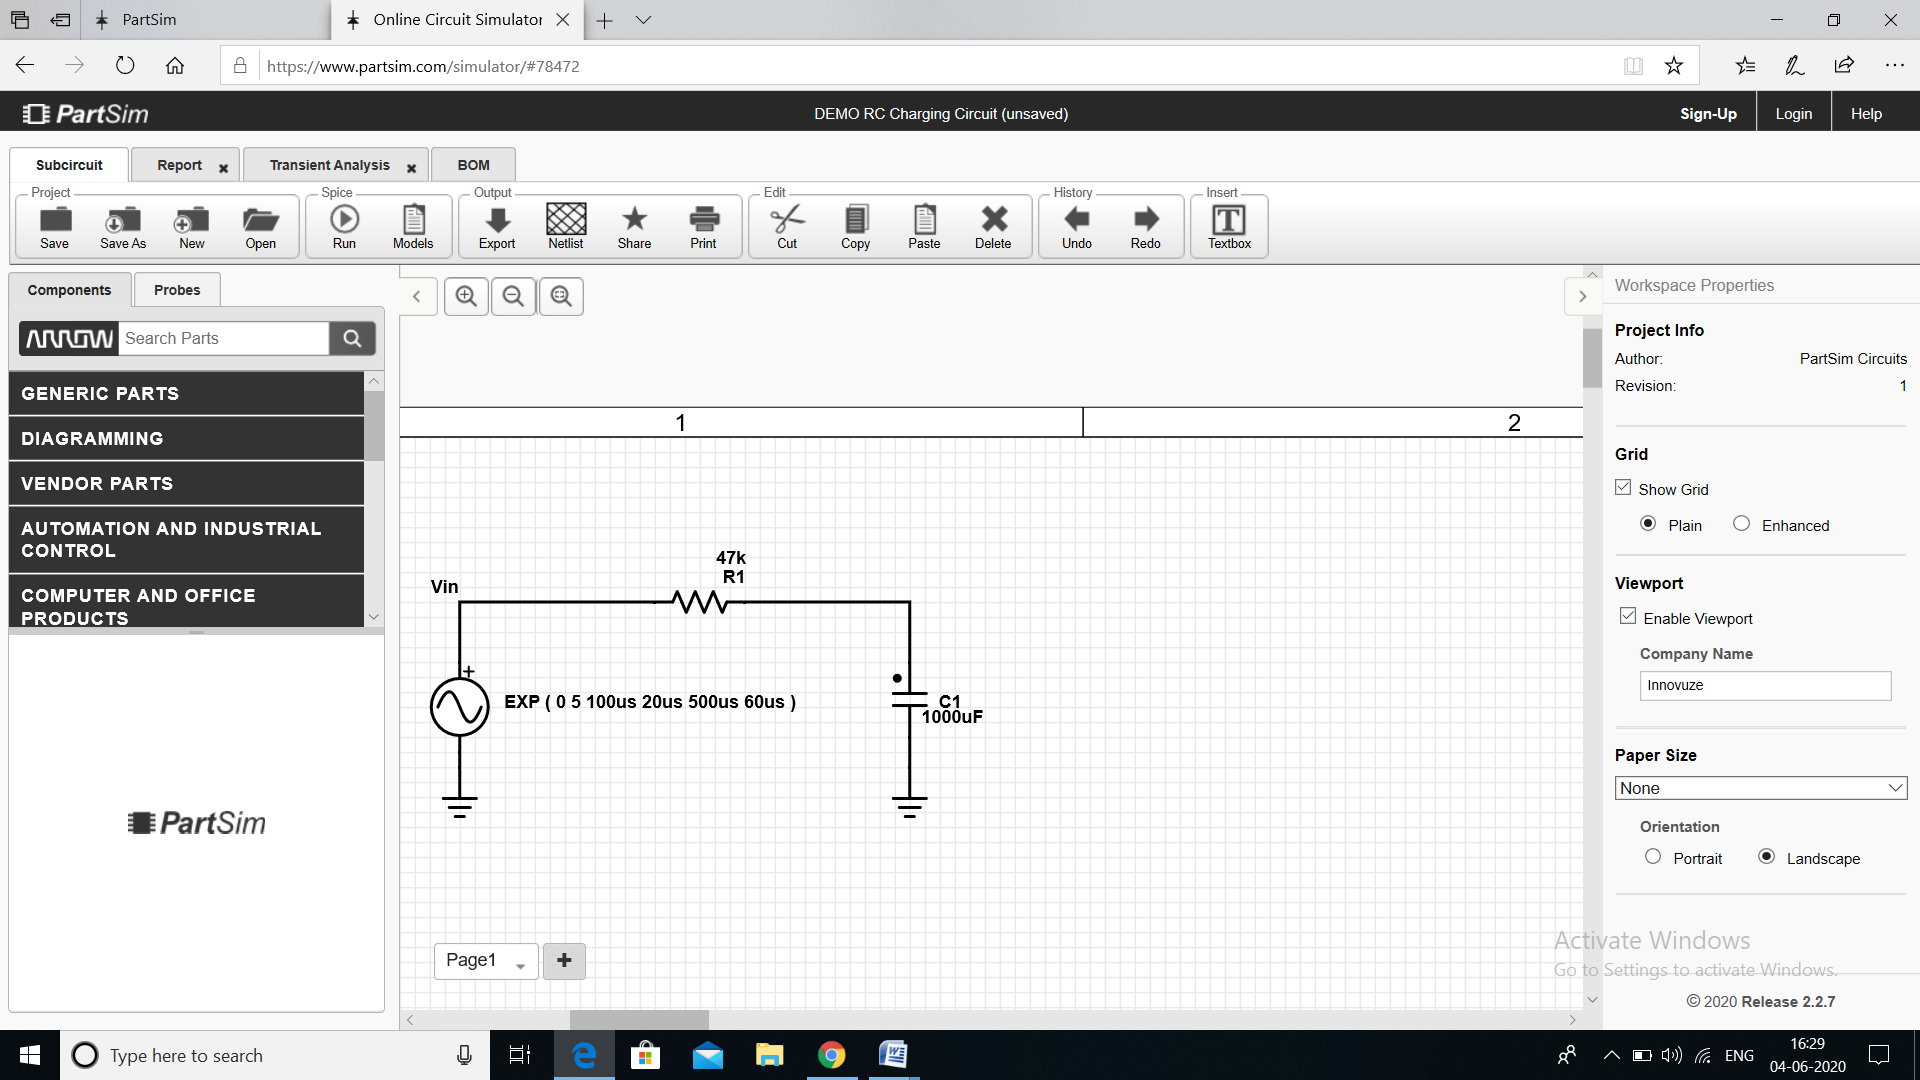 PartSim
Online Circuit Simulator
https://www.partsim.com/simulator/#78472
PartSim
DEMO RC Charging Circuit (unsaved)
Sign-Up
Login
Help
Subcircuit
Report
Transient Analysis
BOM
Project
Spice
Output
Edit
History
Insert
Save
Save As
New
Open
Run
Models
Export
Netlist
Share
Print
Cut
Copy
Paste
Delete
Undo
Redo
Textbox
Components
Probes
ARROW
Search Parts
GENERIC PARTS
DIAGRAMMING
VENDOR PARTS
AUTOMATION AND INDUSTRIAL
CONTROL
COMPUTER AND OFFICE
PRODUCTS
PartSim
1
2
47k
R1
Vin
+
EXP ( 0 5 100us 20us 500us 60us )
C1
1000uF
Page1
Workspace Properties
Project Info
Author: PartSim Circuits
Revision: 1
Grid
Show Grid
Plain
Enhanced
Viewport
Enable Viewport
Company Name
Innovuze
Paper Size
None
Orientation
Portrait
Landscape
Activate Windows
Go to Settings to activate Windows.
© 2020 Release 2.2.7
Type here to search
ENG
16:29
04-06-2020